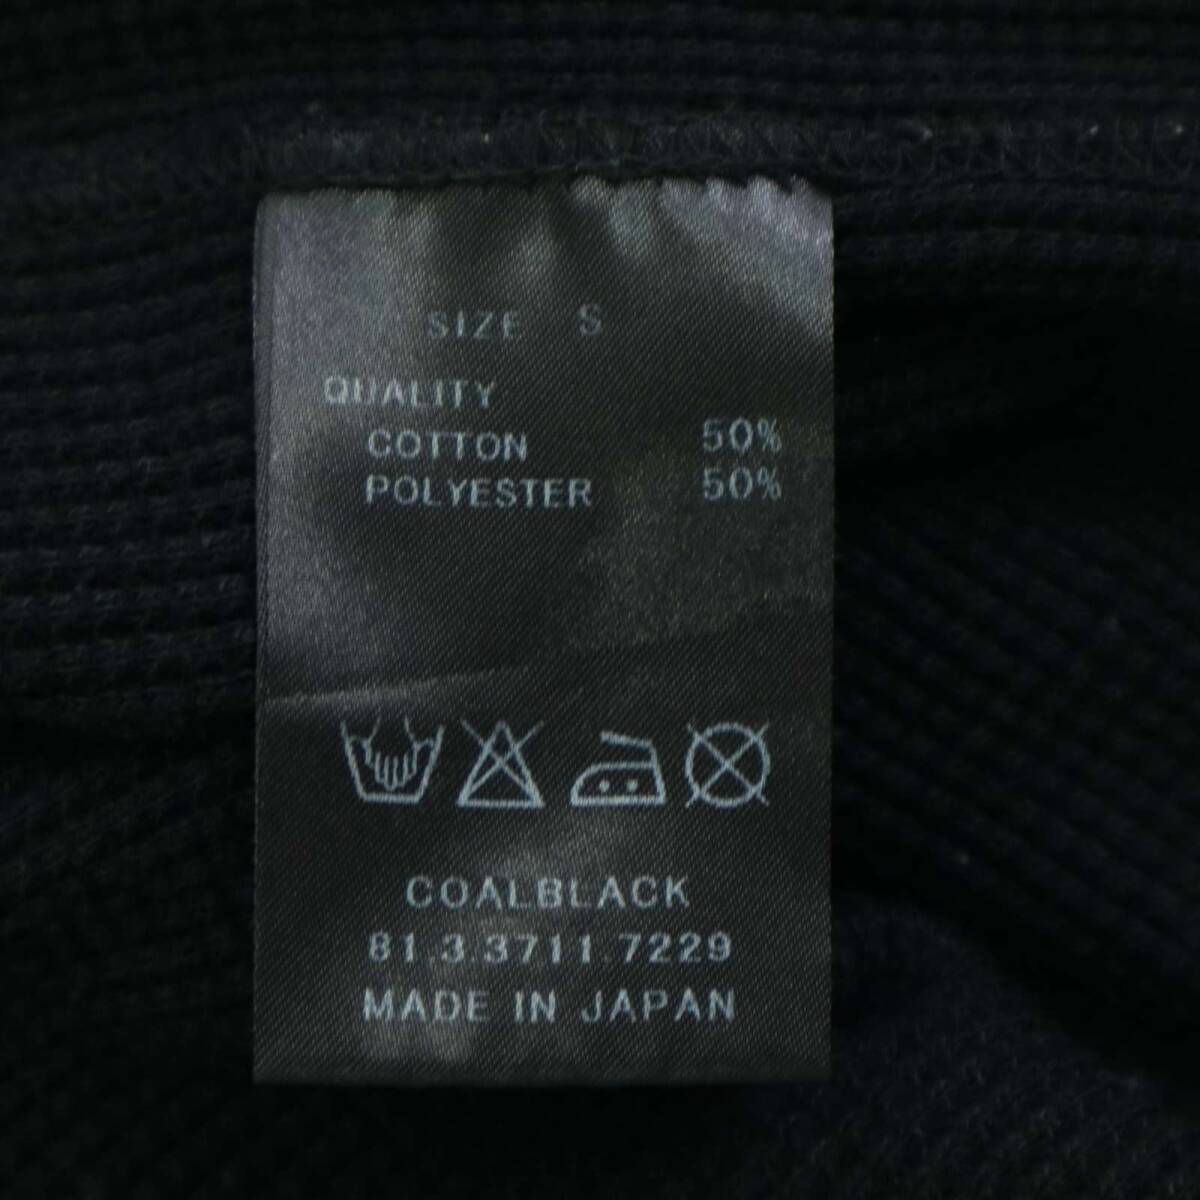 SIZE S
QUALITY
COTTON 50%
POLYESTER 50%
COALBLACK
81.3.3711.7229
MADE IN JAPAN